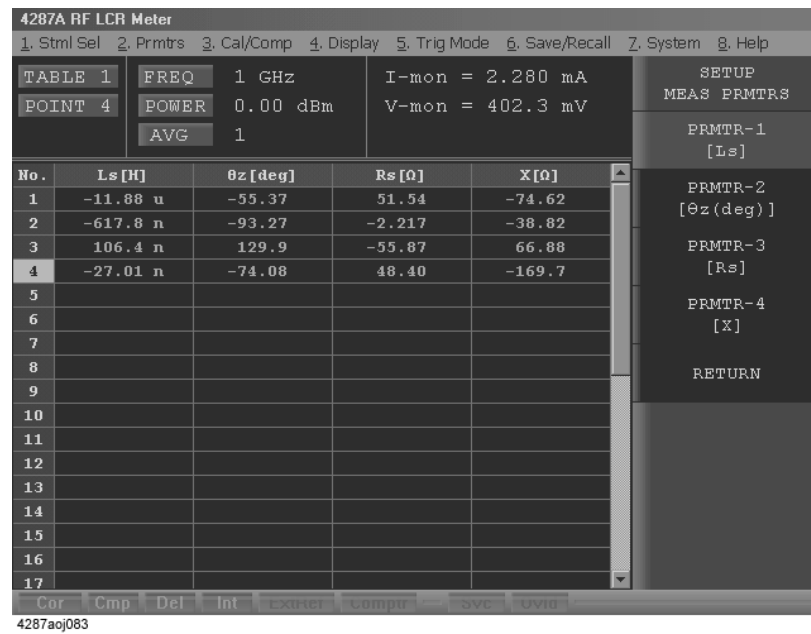 4287A RF LCR Meter
1. Stml Sel 2. Prmtrs 3. Cal/Comp 4. Display 5. Trig Mode 6. Save/Recall 7. System 8. Help
TABLE 1 FREQ 1 GHz I-mon = 2.280 mA
POINT 4 POWER 0.00 dBm V-mon = 402.3 mV
AVG 1
No. Ls[H] θz[deg] Rs[Ω] X[Ω]
1 -11.88 u -55.37 51.54 -74.62
2 -617.8 n -93.27 -2.217 -38.82
3 106.4 n 129.9 -55.87 66.88
4 -27.01 n -74.08 48.40 -169.7
5
6
7
8
9
10
11
12
13
14
15
16
17
SETUP
MEAS PRMTRS
PRMTR-1
[Ls]
PRMTR-2
[θz(deg)]
PRMTR-3
[Rs]
PRMTR-4
[X]
RETURN
Cor Cmp Del Int ExtRef Comptr Svc Ovld
4287aoj083